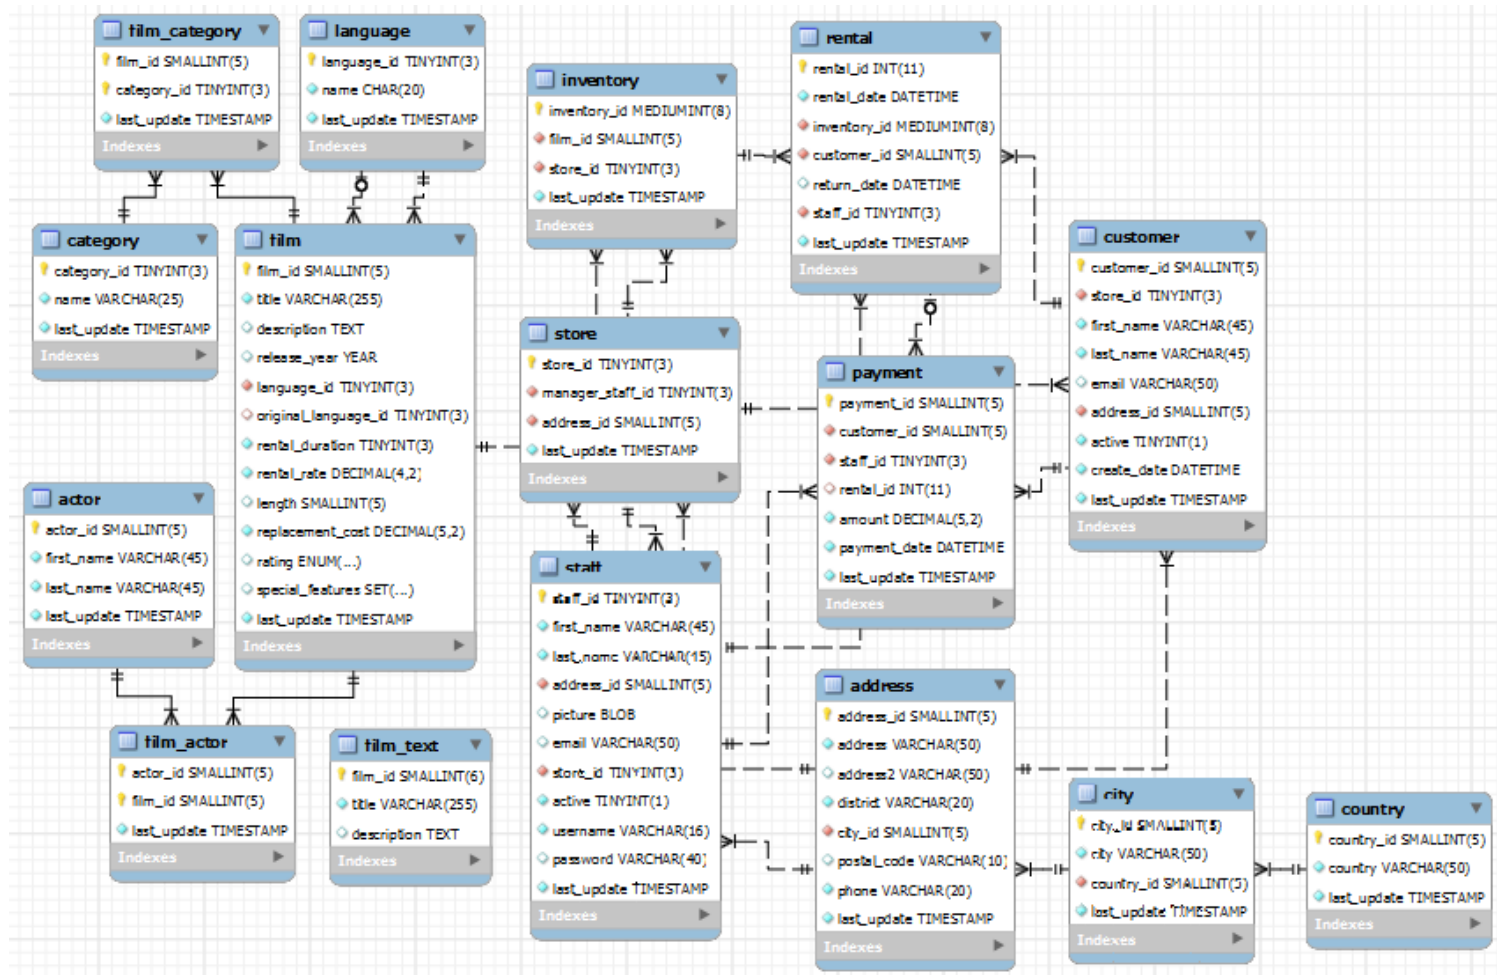 film_category
film_id SMALLINT(5)
category_id TINYINT(3)
last_update TIMESTAMP
Indexes
language
language_id TINYINT(3)
name CHAR(20)
last_update TIMESTAMP
Indexes
inventory
inventory_id MEDIUMINT(8)
film_id SMALLINT(5)
store_id TINYINT(3)
last_update TIMESTAMP
Indexes
rental
rental_id INT(11)
rental_date DATETIME
inventory_id MEDIUMINT(8)
customer_id SMALLINT(5)
return_date DATETIME
staff_id TINYINT(3)
last_update TIMESTAMP
Indexes
category
category_id TINYINT(3)
name VARCHAR(25)
last_update TIMESTAMP
Indexes
film
film_id SMALLINT(5)
title VARCHAR(255)
description TEXT
release_year YEAR
language_id TINYINT(3)
original_language_id TINYINT(3)
rental_duration TINYINT(3)
rental_rate DECIMAL(4,2)
length SMALLINT(5)
replacement_cost DECIMAL(5,2)
rating ENUM(...)
special_features SET(...)
last_update TIMESTAMP
Indexes
customer
customer_id SMALLINT(5)
store_id TINYINT(3)
first_name VARCHAR(45)
last_name VARCHAR(45)
email VARCHAR(50)
address_id SMALLINT(5)
active TINYINT(1)
create_date DATETIME
last_update TIMESTAMP
Indexes
store
store_id TINYINT(3)
manager_staff_id TINYINT(3)
address_id SMALLINT(5)
last_update TIMESTAMP
Indexes
payment
payment_id SMALLINT(5)
customer_id SMALLINT(5)
staff_id TINYINT(3)
rental_id INT(11)
amount DECIMAL(5,2)
payment_date DATETIME
last_update TIMESTAMP
Indexes
actor
actor_id SMALLINT(5)
first_name VARCHAR(45)
last_name VARCHAR(45)
last_update TIMESTAMP
Indexes
staff
staff_id TINYINT(3)
first_name VARCHAR(45)
last_name VARCHAR(45)
address_id SMALLINT(5)
picture BLOB
email VARCHAR(50)
store_id TINYINT(3)
active TINYINT(1)
username VARCHAR(16)
password VARCHAR(40)
last_update TIMESTAMP
Indexes
address
address_id SMALLINT(5)
address VARCHAR(50)
address2 VARCHAR(50)
district VARCHAR(20)
city_id SMALLINT(5)
postal_code VARCHAR(10)
phone VARCHAR(20)
last_update TIMESTAMP
Indexes
film_actor
actor_id SMALLINT(5)
film_id SMALLINT(5)
last_update TIMESTAMP
Indexes
film_text
film_id SMALLINT(6)
title VARCHAR(255)
description TEXT
Indexes
city
city_id SMALLINT(5)
city VARCHAR(50)
country_id SMALLINT(5)
last_update TIMESTAMP
Indexes
country
country_id SMALLINT(5)
country VARCHAR(50)
last_update TIMESTAMP
Indexes